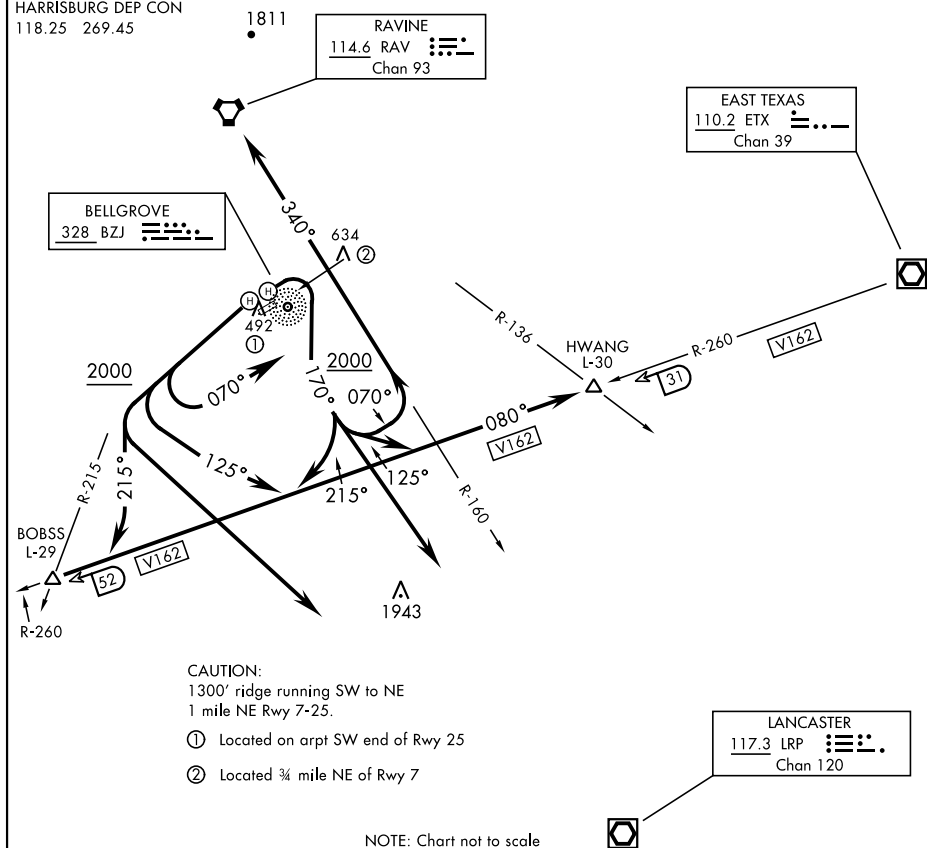 HARRISBURG DEP CON
118.25 269.45
1811
RAVINE
114.6 RAV
Chan 93
EAST TEXAS
110.2 ETX
Chan 39
BELLGROVE
328 BZJ
340°
634
②
H H
492
①
R-136
HWANG
L-30
R-260
V162
31
2000
070°
170°
2000
070°
080°
V162
R-215
215°
125°
215°
125°
R-160
BOBSS
L-29
52
V162
R-260
1943
CAUTION:
1300' ridge running SW to NE
1 mile NE Rwy 7-25.
① Located on arpt SW end of Rwy 25
② Located ¾ mile NE of Rwy 7
LANCASTER
117.3 LRP
Chan 120
NOTE: Chart not to scale